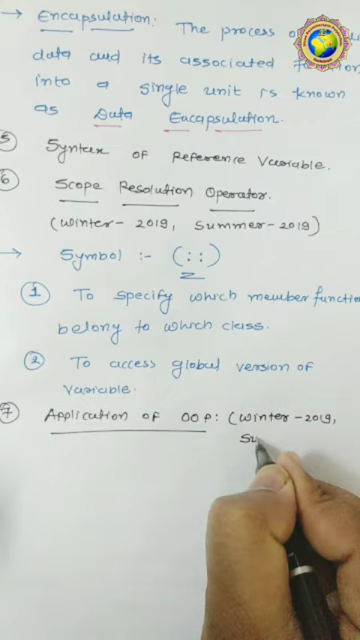 → Encapsulation: The process of
data and its associated
into a single unit is known
as Data Encapsulation.
5 Syntax of Reference Variable.
6 Scope Resolution Operator.
(Winter - 2019, Summer - 2019)
→ Symbol :- (::)
1 To specify which member function
belong to which class.
2 To access global version of
Variable.
7 Application of OOP: (Winter - 2019,
Su